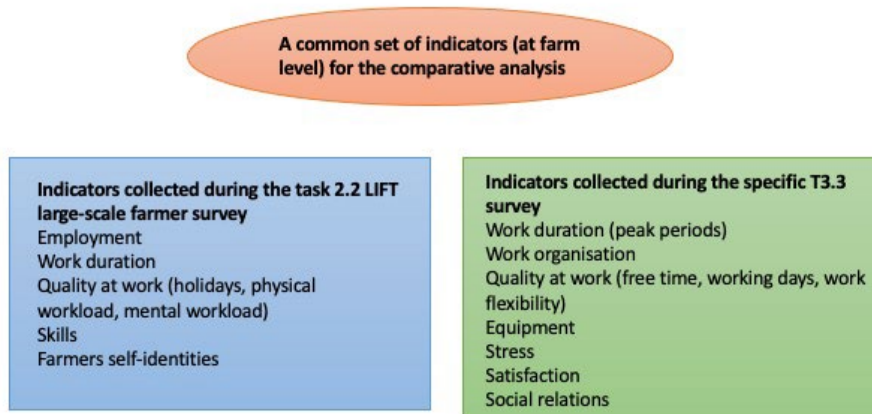 A common set of indicators (at farm
level) for the comparative analysis
Indicators collected during the task 2.2 LIFT
large-scale farmer survey
Employment
Work duration
Quality at work (holidays, physical
workload, mental workload)
Skills
Farmers self-identities
Indicators collected during the specific T3.3
survey
Work duration (peak periods)
Work organisation
Quality at work (free time, working days, work
flexibility)
Equipment
Stress
Satisfaction
Social relations